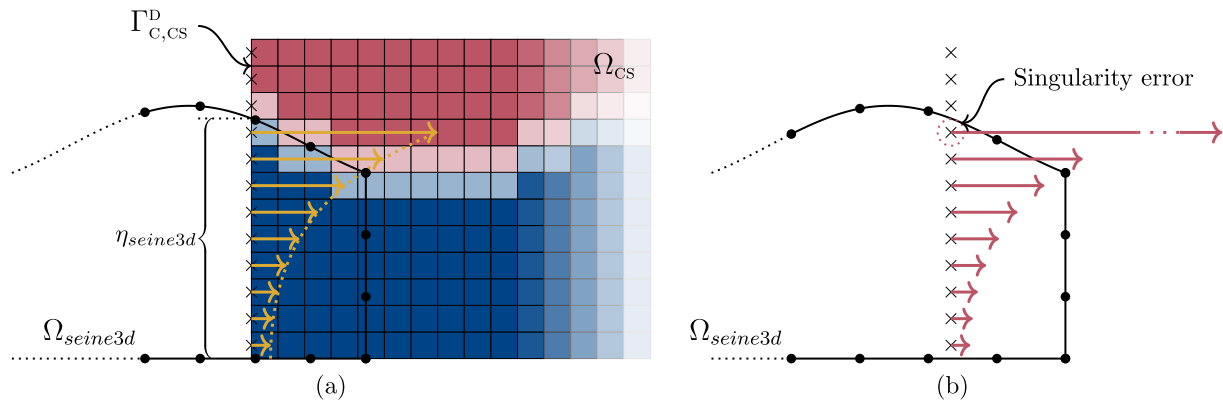 Γ^D_C,CS
Ω_CS
η_seine3d
Ω_seine3d
(a)
Singularity error
Ω_seine3d
(b)